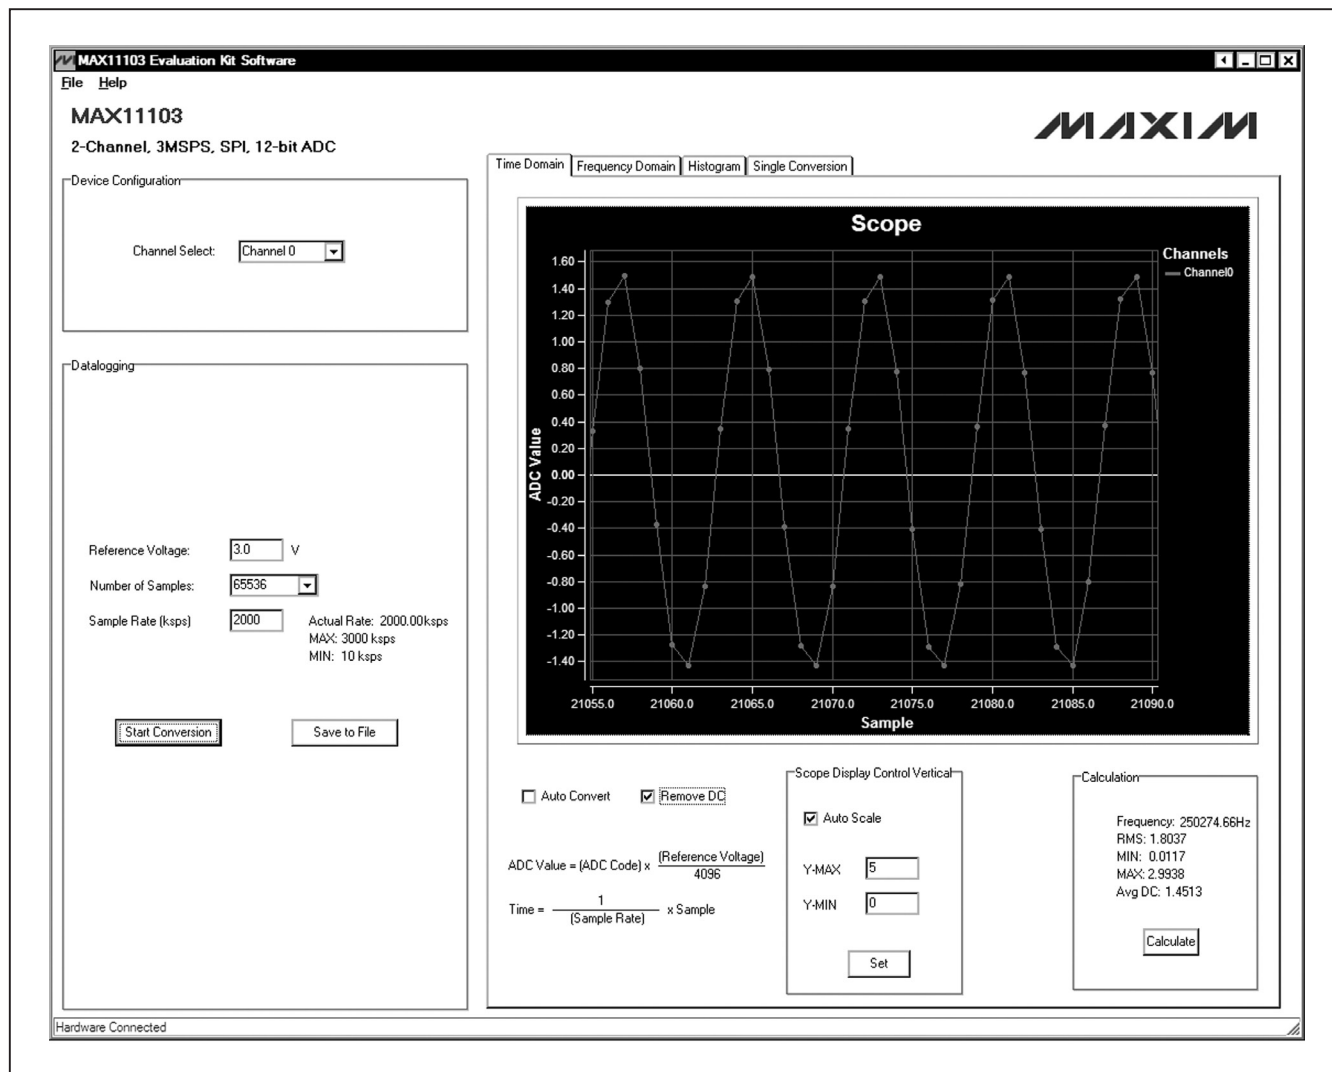 MAX11103 Evaluation Kit Software
File Help
MAX11103
2-Channel, 3MSPS, SPI, 12-bit ADC
MAXIM
Device Configuration
Channel Select: Channel 0
Datalogging
Reference Voltage: 3.0 V
Number of Samples: 65536
Sample Rate (ksps) 2000 Actual Rate: 2000.00ksps
MAX: 3000 ksps
MIN: 10 ksps
Start Conversion Save to File
Time Domain Frequency Domain Histogram Single Conversion
Scope
Channels
Channel0
ADC Value
1.60
1.40
1.20
1.00
0.80
0.60
0.40
0.20
0.00
-0.20
-0.40
-0.60
-0.80
-1.00
-1.20
-1.40
21055.0 21060.0 21065.0 21070.0 21075.0 21080.0 21085.0 21090.0
Sample
Auto Convert Remove DC
ADC Value = (ADC Code) x (Reference Voltage)
4096
Time = 1
(Sample Rate) x Sample
Scope Display Control Vertical
Auto Scale
Y-MAX 5
Y-MIN 0
Set
Calculation
Frequency: 250274.66Hz
RMS: 1.8037
MIN: 0.0117
MAX: 2.9938
Avg DC: 1.4513
Calculate
Hardware Connected